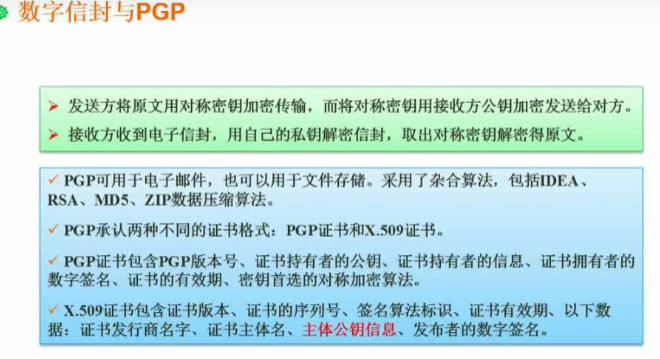 数字信封与PGP
发送方将原文用对称密钥加密传输，而将对称密钥用接收方公钥加密发送给对方。
接收方收到电子信封，用自己的私钥解密信封，取出对称密钥解密得原文。
PGP可用于电子邮件，也可以用于文件存储。采用了杂合算法，包括IDEA、
RSA、MD5、ZIP数据压缩算法。
PGP承认两种不同的证书格式：PGP证书和X.509证书。
PGP证书包含PGP版本号、证书持有者的公钥、证书持有者的信息、证书拥有者的
数字签名、证书的有效期、密钥首选的对称加密算法。
X.509证书包含证书版本、证书的序列号、签名算法标识、证书有效期、以下数
据：证书发行商名字、证书主体名、主体公钥信息、发布者的数字签名。